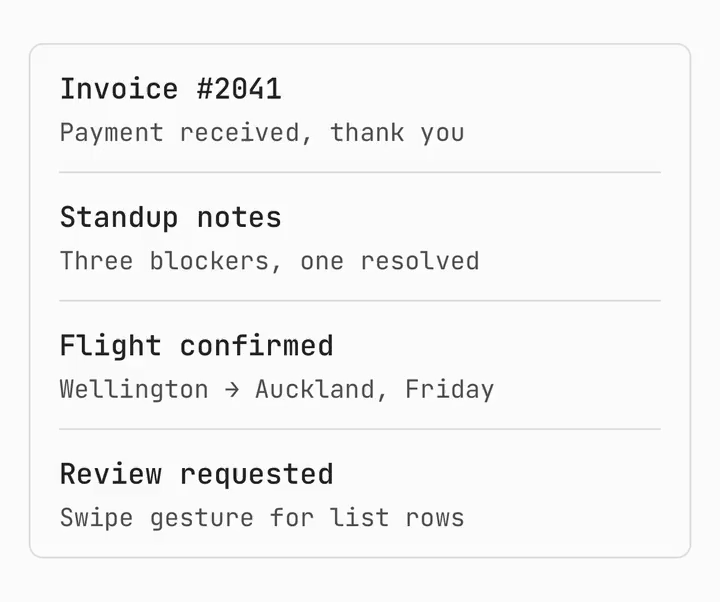 Invoice #2041
Payment received, thank you
Standup notes
Three blockers, one resolved
Flight confirmed
Wellington → Auckland, Friday
Review requested
Swipe gesture for list rows